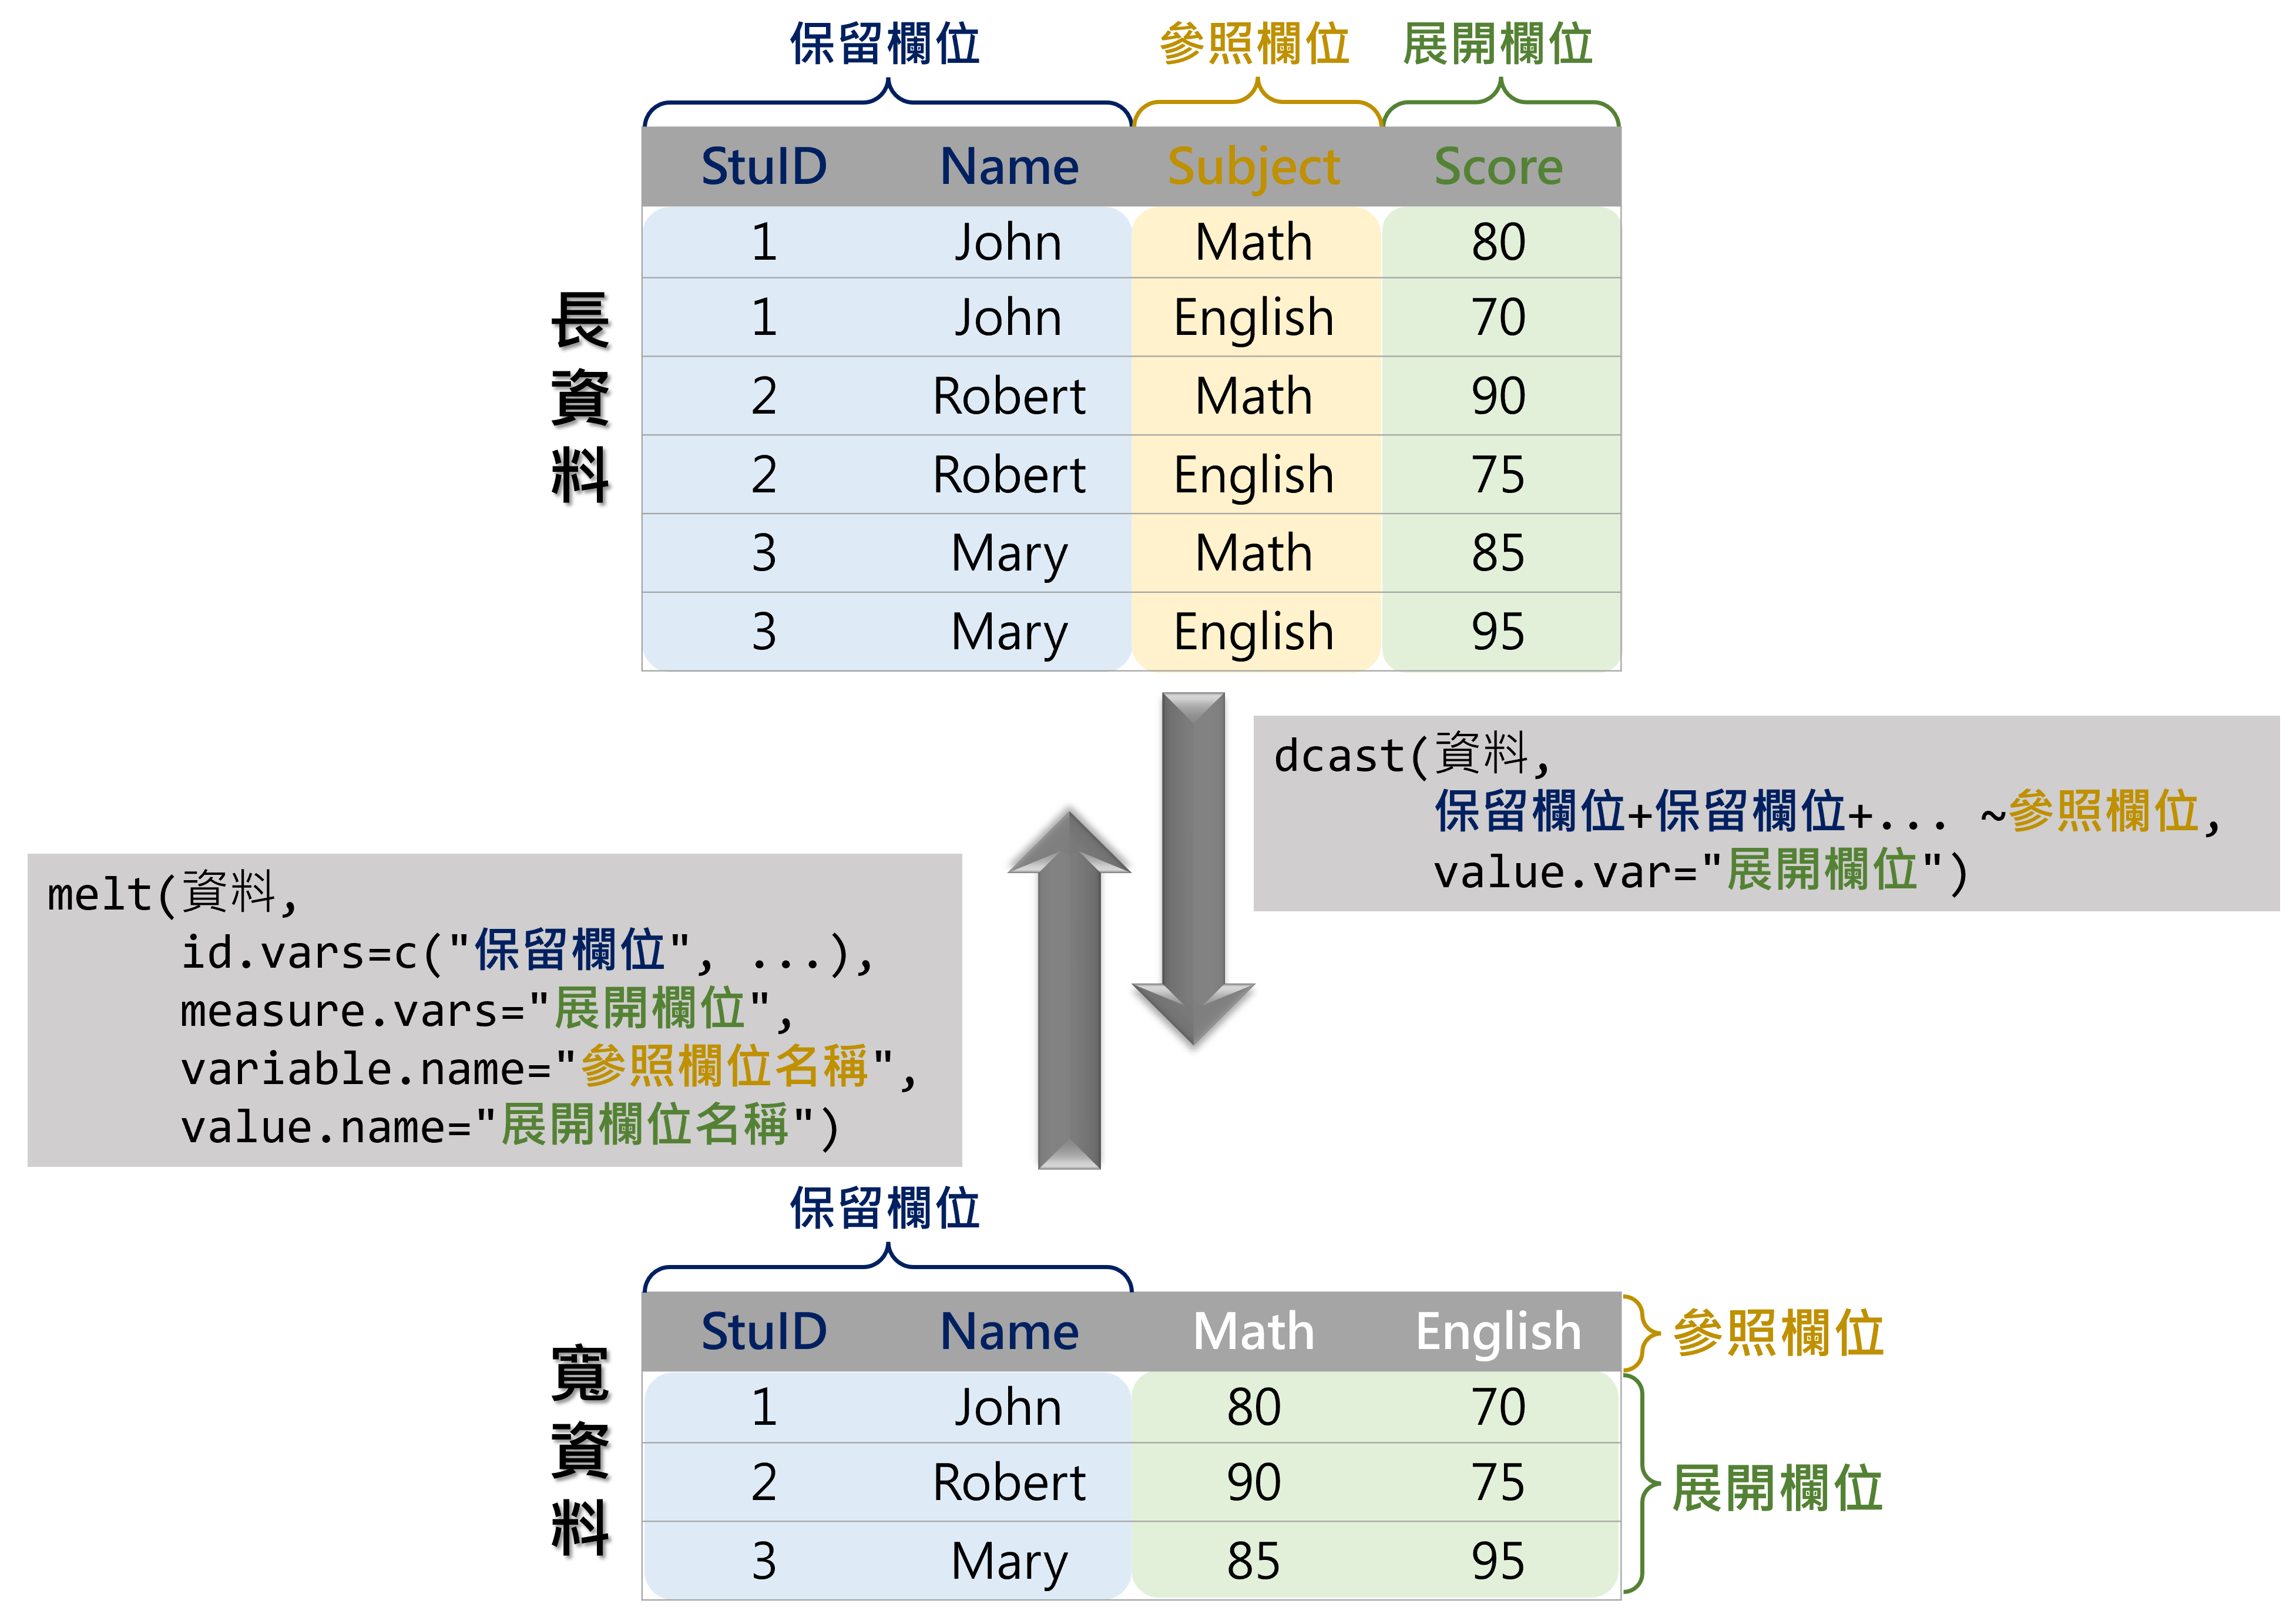 保留欄位 參照欄位 展開欄位
StuID Name Subject Score
1 John Math 80
1 John English 70
2 Robert Math 90
2 Robert English 75
3 Mary Math 85
3 Mary English 95
長資料
dcast(資料,
保留欄位+保留欄位+... ~參照欄位,
value.var="展開欄位")
melt(資料,
id.vars=c("保留欄位", ...),
measure.vars="展開欄位",
variable.name="參照欄位名稱",
value.name="展開欄位名稱")
保留欄位
StuID Name Math English
參照欄位
1 John 80 70
2 Robert 90 75
3 Mary 85 95
展開欄位
寬資料